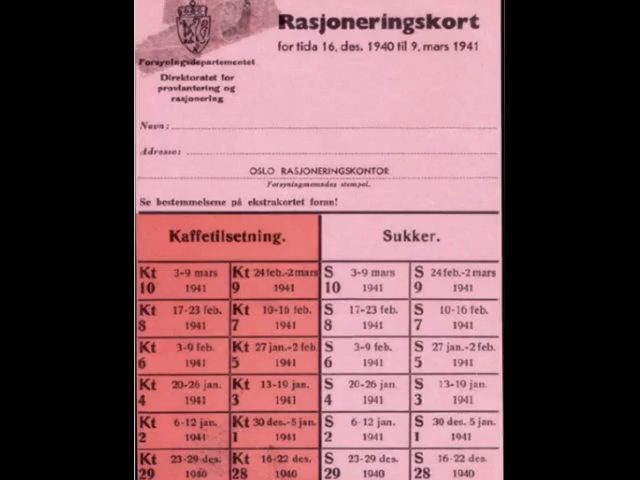 Rasjoneringskort
for tida 16. des. 1940 til 9. mars 1941
Forsyningsdepartementet
Direktoratet for
proviantering og
rasjonering
Navn:
Adresse:
OSLO RASJONERINGSKONTOR
Forsyningsnemndas stempel.
Se bestemmelsene på ekstrakortet foran!
Kaffetilsetning. Sukker.
Kt 10 3-9 mars 1941 Kt 9 24 feb.-2 mars 1941 S 10 3-9 mars 1941 S 9 24 feb.-2 mars 1941
Kt 8 17-23 feb. 1941 Kt 7 10-16 feb. 1941 S 8 17-23 feb. 1941 S 7 10-16 feb. 1941
Kt 6 3-9 feb. 1941 Kt 5 27 jan.-2 feb. 1941 S 6 3-9 feb. 1941 S 5 27 jan.-2 feb. 1941
Kt 4 20-26 jan. 1941 Kt 3 13-19 jan. 1941 S 4 20-26 jan. 1941 S 3 13-19 jan. 1941
Kt 2 6-12 jan. 1941 Kt 1 30 des.-5 jan. 1941 S 2 6-12 jan. 1941 S 1 30 des.-5 jan. 1941
Kt 29 23-29 des. 1940 Kt 28 16-22 des. 1940 S 29 23-29 des. 1940 S 28 16-22 des. 1940